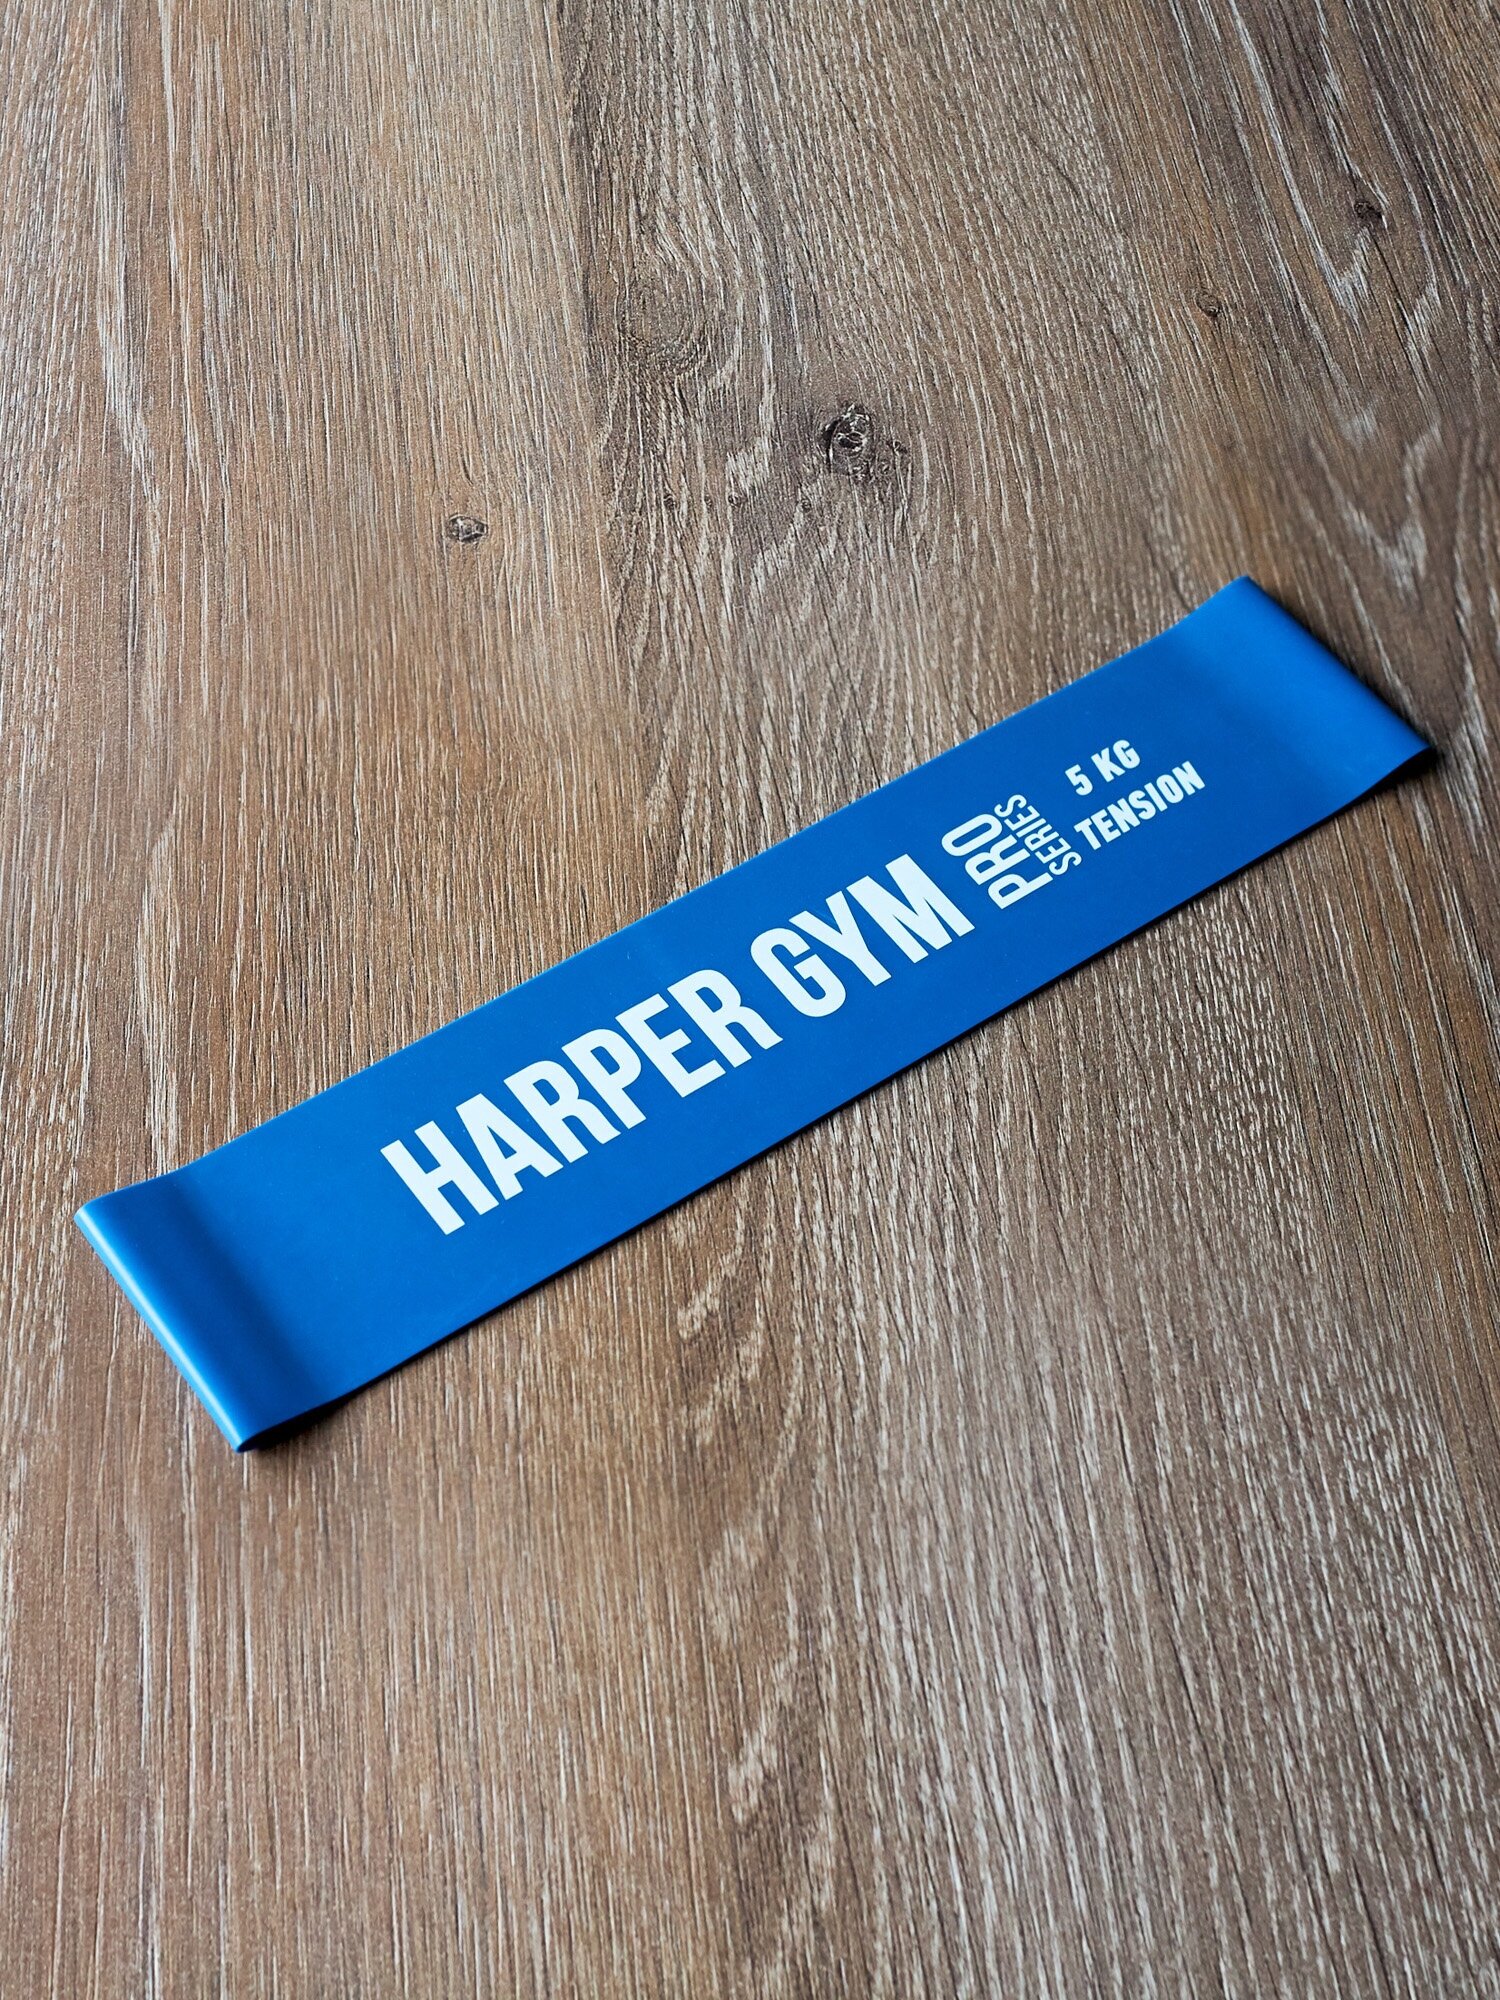 HARPER GYM
PRO
SERIES
5 KG
TENSION